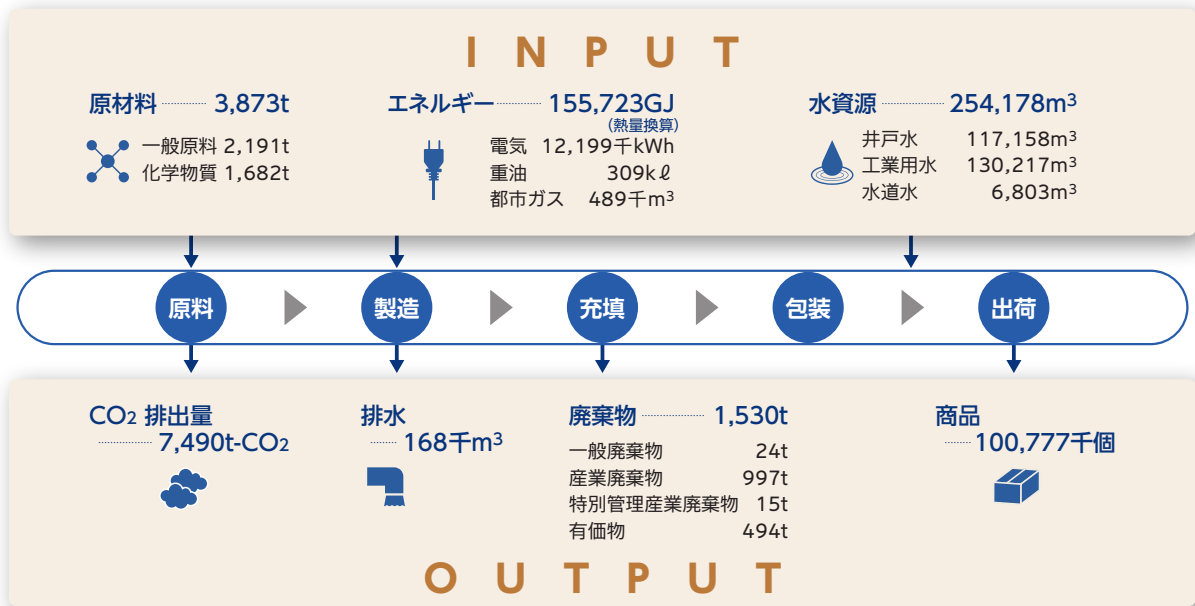 INPUT
原材料 3,873t
一般原料 2,191t
化学物質 1,682t
エネルギー 155,723GJ
(熱量換算)
電気 12,199千kWh
重油 309kℓ
都市ガス 489千m³
水資源 254,178m³
井戸水 117,158m³
工業用水 130,217m³
水道水 6,803m³
原料 製造 充填 包装 出荷
CO₂ 排出量
7,490t-CO₂
排水
168千m³
廃棄物 1,530t
一般廃棄物 24t
産業廃棄物 997t
特別管理産業廃棄物 15t
有価物 494t
商品
100,777千個
OUTPUT